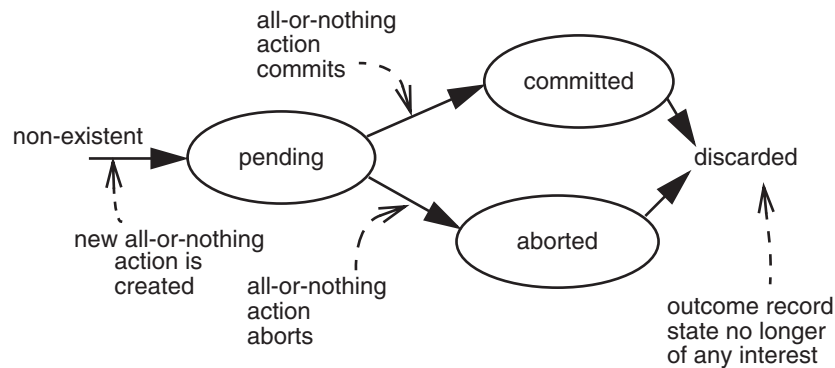 all-or-nothing
action
commits
committed
non-existent
pending
discarded
new all-or-nothing
action is
created
aborted
all-or-nothing
action
aborts
outcome record
state no longer
of any interest